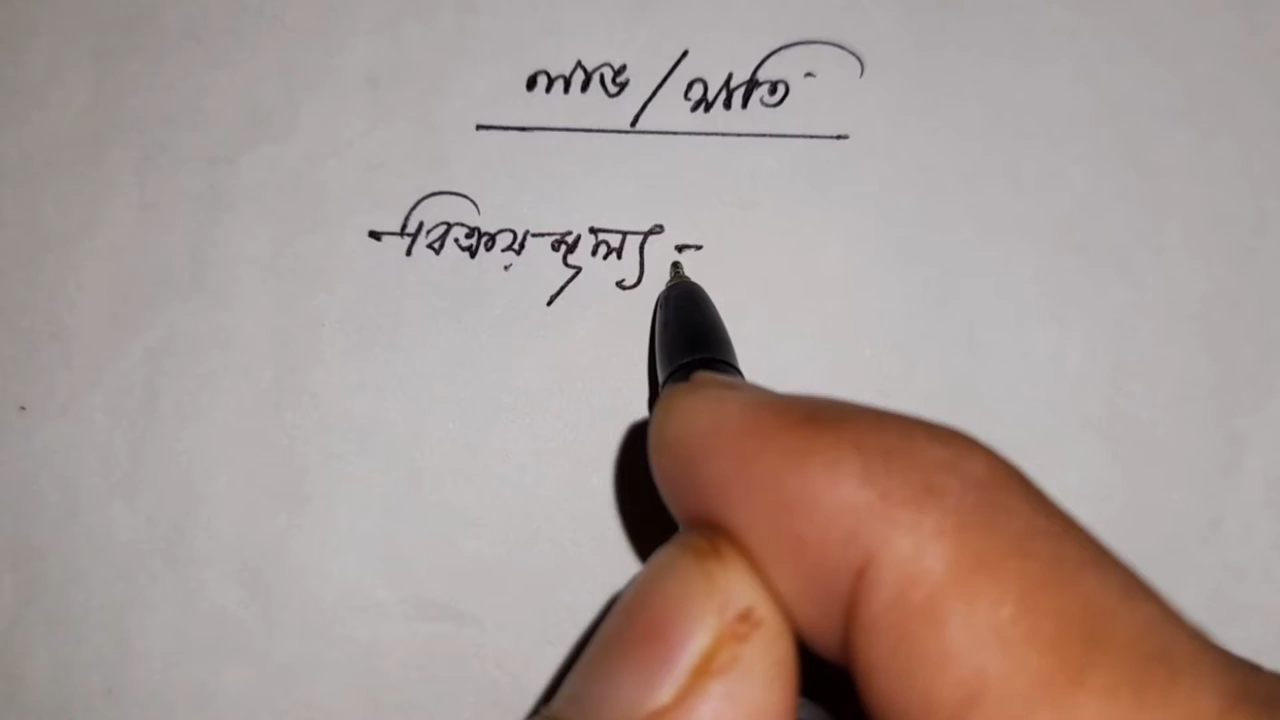 লাভ / ক্ষতি
বিক্রয় মূল্য =